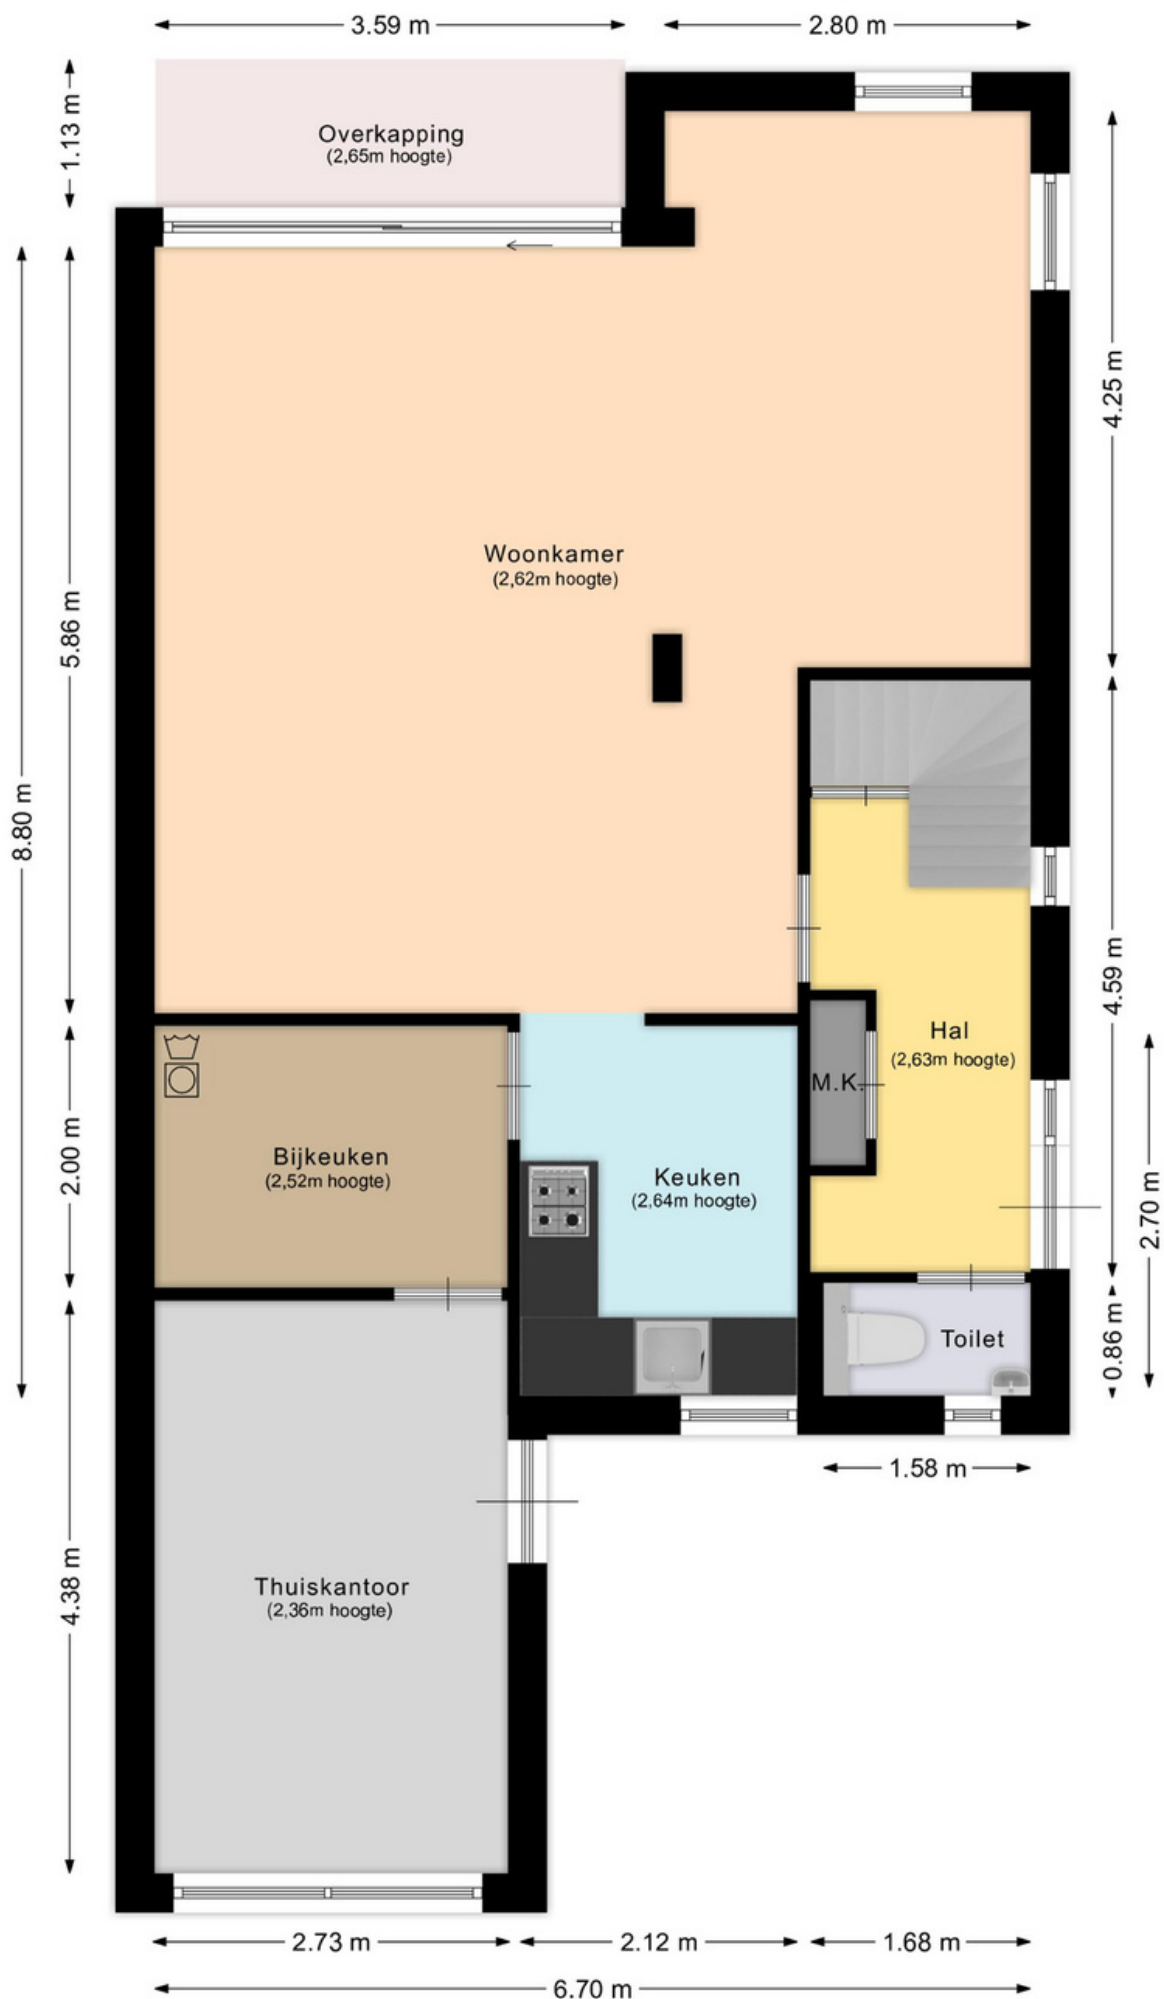 3.59 m
2.80 m
1.13 m
Overkapping
(2,65m hoogte)
4.25 m
8.80 m
5.86 m
Woonkamer
(2,62m hoogte)
4.59 m
Hal
(2,63m hoogte)
M.K.
2.00 m
Bijkeuken
(2,52m hoogte)
Keuken
(2,64m hoogte)
2.70 m
Toilet
0.86 m
1.58 m
4.38 m
Thuiskantoor
(2,36m hoogte)
2.73 m
2.12 m
1.68 m
6.70 m